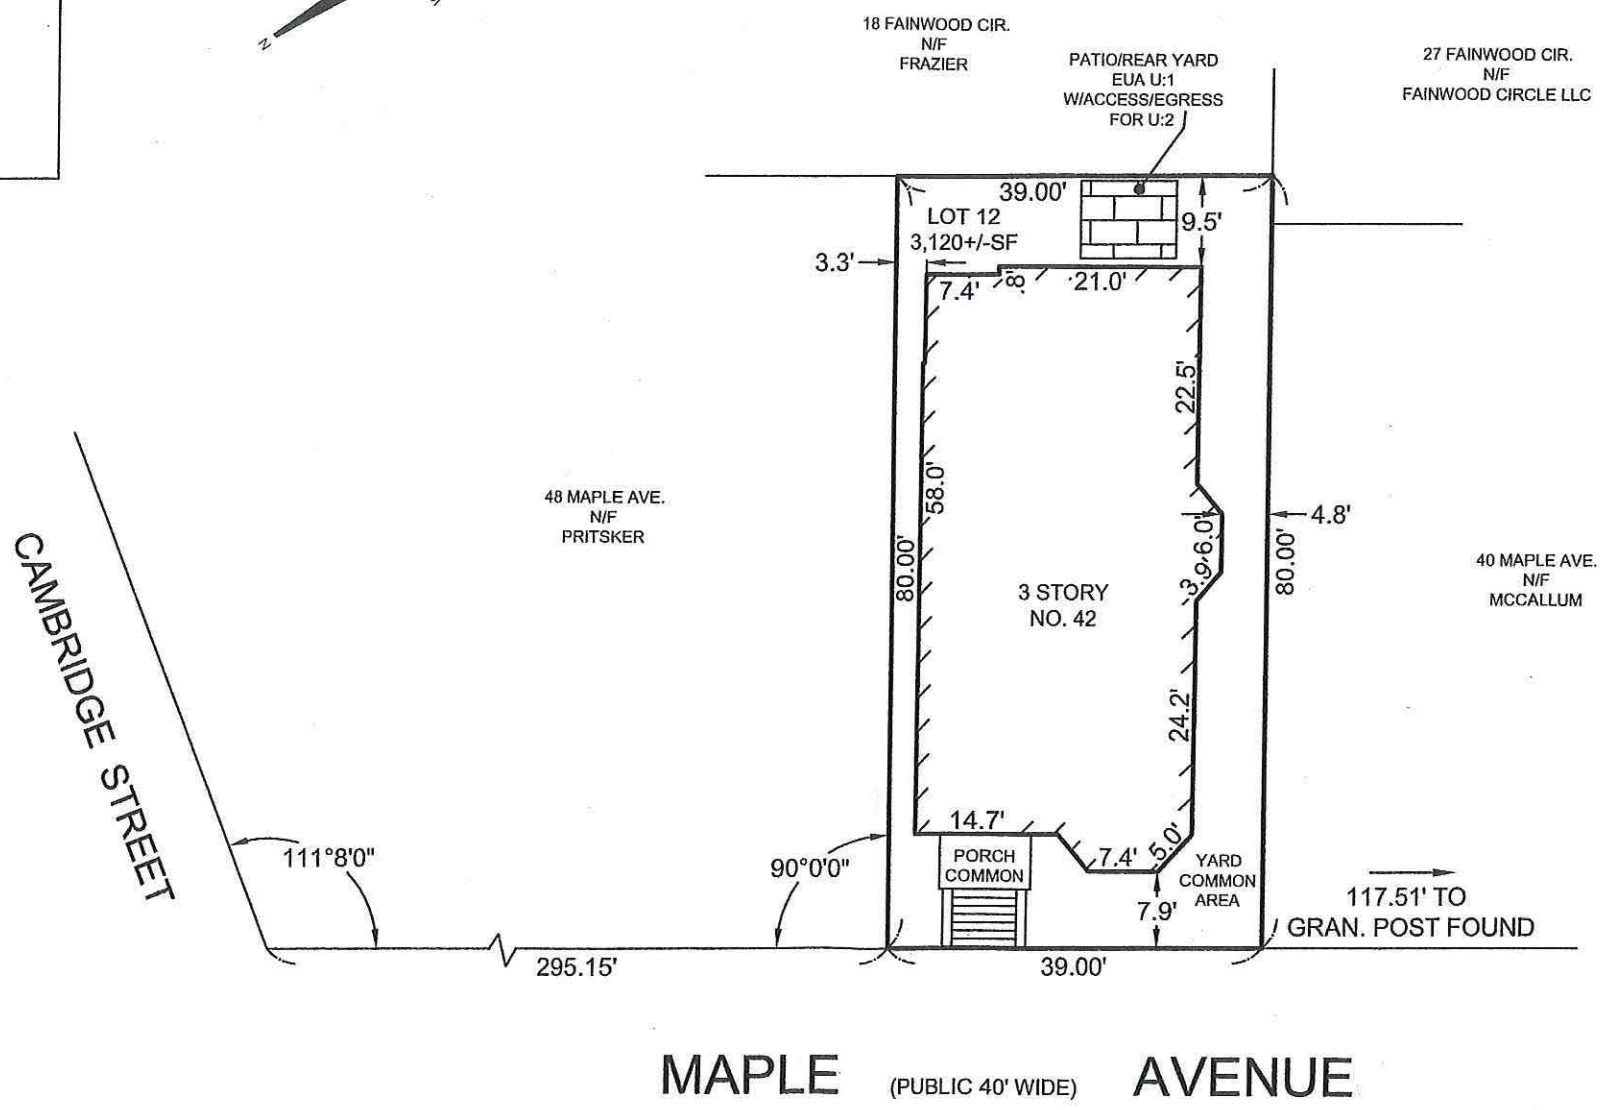 N
18 FAINWOOD CIR.
N/F
FRAZIER
PATIO/REAR YARD
EUA U:1
W/ACCESS/EGRESS
FOR U:2
27 FAINWOOD CIR.
N/F
FAINWOOD CIRCLE LLC
39.00'
LOT 12
3,120+/-SF
9.5'
3.3'
7.4'
.8'
21.0'
22.5'
48 MAPLE AVE.
N/F
PRITSKER
58.0'
80.00'
6.0'
3.9'
4.8'
80.00'
3 STORY
NO. 42
40 MAPLE AVE.
N/F
MCCALLUM
CAMBRIDGE STREET
24.2'
14.7'
7.4'
5.0'
PORCH
COMMON
YARD
COMMON
AREA
7.9'
111°8'0"
90°0'0"
117.51' TO
GRAN. POST FOUND
295.15'
39.00'
MAPLE (PUBLIC 40' WIDE) AVENUE